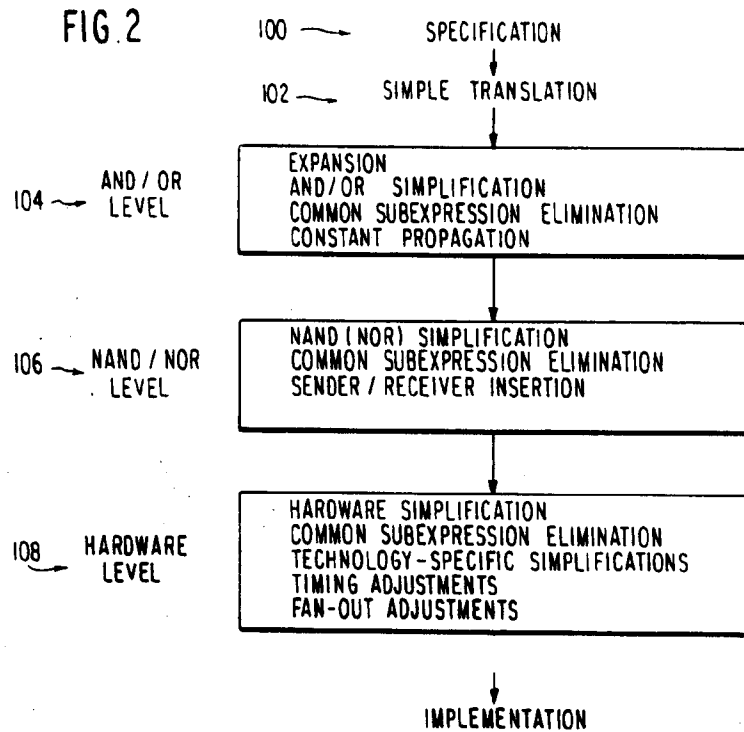 FIG. 2
100 SPECIFICATION
102 SIMPLE TRANSLATION
104 AND / OR LEVEL
EXPANSION
AND/OR SIMPLIFICATION
COMMON SUBEXPRESSION ELIMINATION
CONSTANT PROPAGATION
106 NAND / NOR LEVEL
NAND (NOR) SIMPLIFICATION
COMMON SUBEXPRESSION ELIMINATION
SENDER / RECEIVER INSERTION
108 HARDWARE LEVEL
HARDWARE SIMPLIFICATION
COMMON SUBEXPRESSION ELIMINATION
TECHNOLOGY-SPECIFIC SIMPLIFICATIONS
TIMING ADJUSTMENTS
FAN-OUT ADJUSTMENTS
IMPLEMENTATION